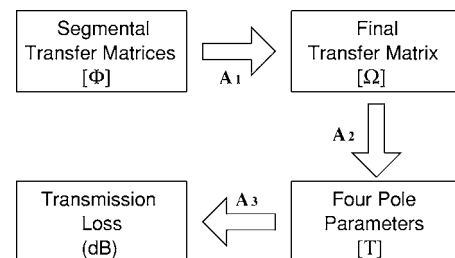 Segmental
Transfer Matrices
[Φ]
A1
Final
Transfer Matrix
[Ω]
A2
Transmission
Loss
(dB)
A3
Four Pole
Parameters
[T]